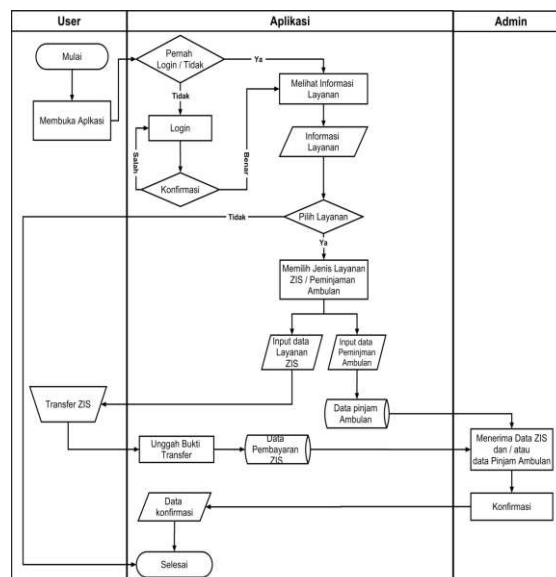 User
Aplikasi
Admin
Mulai
Membuka Aplkasi
Pernah
Login / Tidak
Ya
Tidak
Login
Salah
Benar
Konfirmasi
Melihat Informasi
Layanan
Informasi
Layanan
Pilih Layanan
Tidak
Ya
Memilih Jenis Layanan
ZIS / Peminjaman
Ambulan
Input data
Layanan
ZIS
Input data
Peminjman
Ambulan
Data pinjam
Ambulan
Transfer ZIS
Unggah Bukti
Transfer
Data
Pembayaran
ZIS
Menerima Data ZIS
dan / atau
data Pinjam Ambulan
Konfirmasi
Data
konfirmasi
Selesai